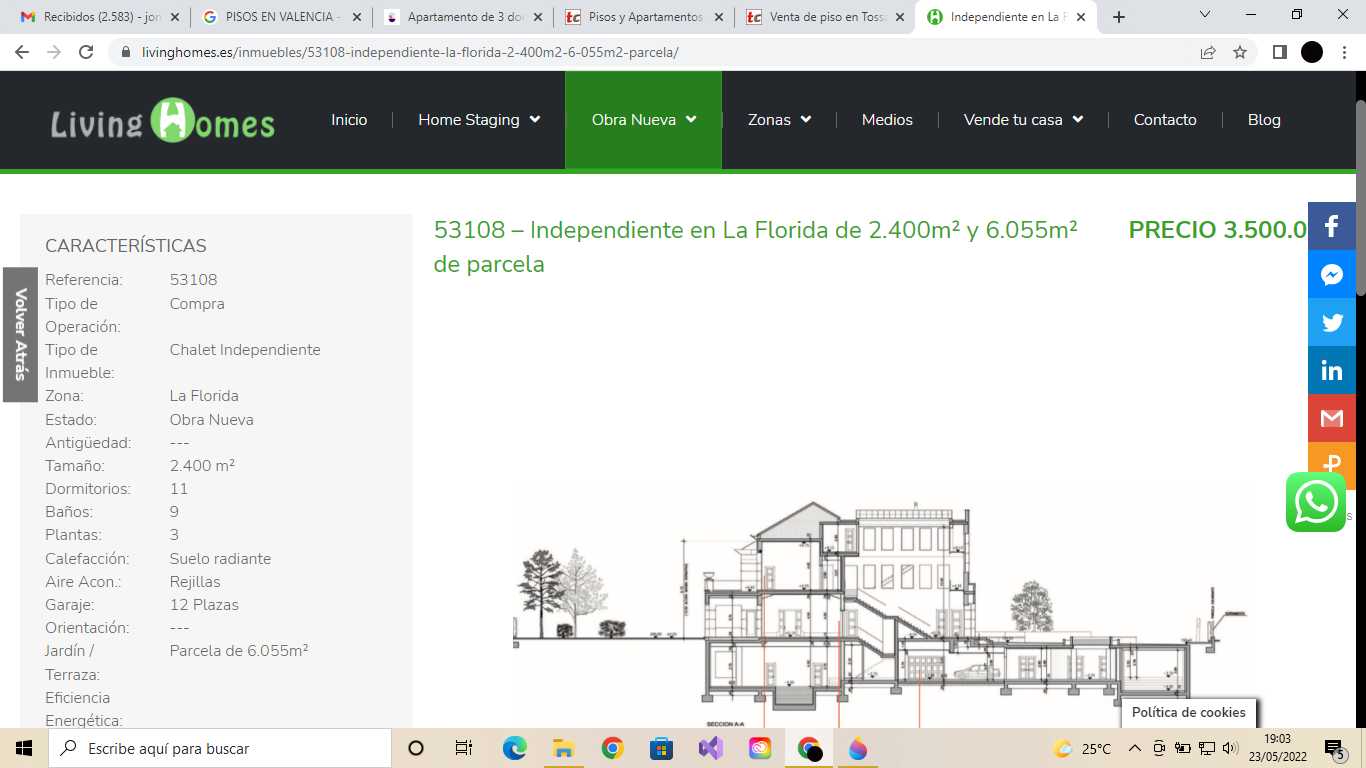 Recibidos (2.583) - jon
PISOS EN VALENCIA -
Apartamento de 3 dor
Pisos y Apartamentos
Venta de piso en Tossa
Independiente en La F
livinghomes.es/inmuebles/53108-independiente-la-florida-2-400m2-6-055m2-parcela/
Living Homes
Inicio
Home Staging
Obra Nueva
Zonas
Medios
Vende tu casa
Contacto
Blog
Volver Atrás
CARACTERÍSTICAS
Referencia: 53108
Tipo de Compra
Operación:
Tipo de Chalet Independiente
Inmueble:
Zona: La Florida
Estado: Obra Nueva
Antigüedad: ---
Tamaño: 2.400 m²
Dormitorios: 11
Baños: 9
Plantas: 3
Calefacción: Suelo radiante
Aire Acon.: Rejillas
Garaje: 12 Plazas
Orientación: ---
Jardín / Parcela de 6.055m²
Terraza:
Eficiencia
Energética:
53108 – Independiente en La Florida de 2.400m² y 6.055m²
de parcela
PRECIO 3.500.0
s
SECCION A-A
Política de cookies
Escribe aquí para buscar
25°C
19:03
23/05/2022
5